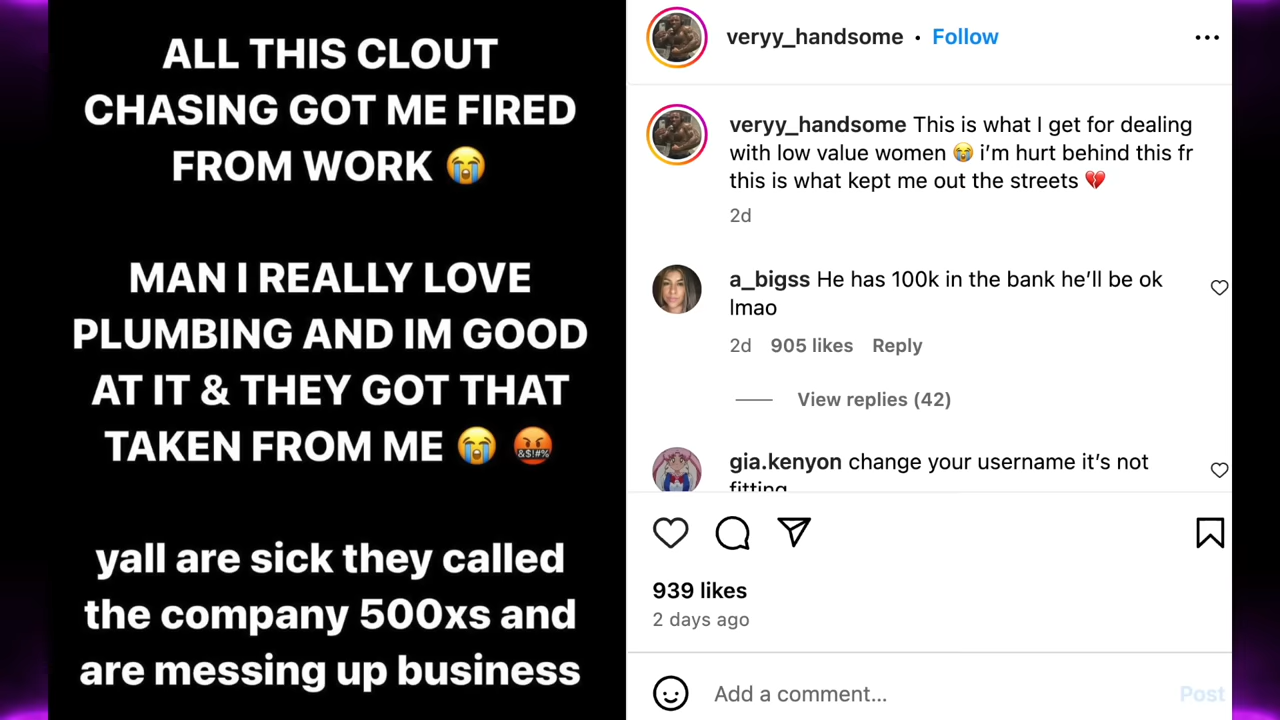 ALL THIS CLOUT
CHASING GOT ME FIRED
FROM WORK 😭
MAN I REALLY LOVE
PLUMBING AND IM GOOD
AT IT & THEY GOT THAT
TAKEN FROM ME 😭 🤬
yall are sick they called
the company 500xs and
are messing up business
veryy_handsome • Follow
veryy_handsome This is what I get for dealing
with low value women 😭 i’m hurt behind this fr
this is what kept me out the streets 💔
2d
a_bigss He has 100k in the bank he’ll be ok
lmao
2d 905 likes Reply
View replies (42)
gia.kenyon change your username it’s not
fitting
939 likes
2 days ago
Add a comment...
Post